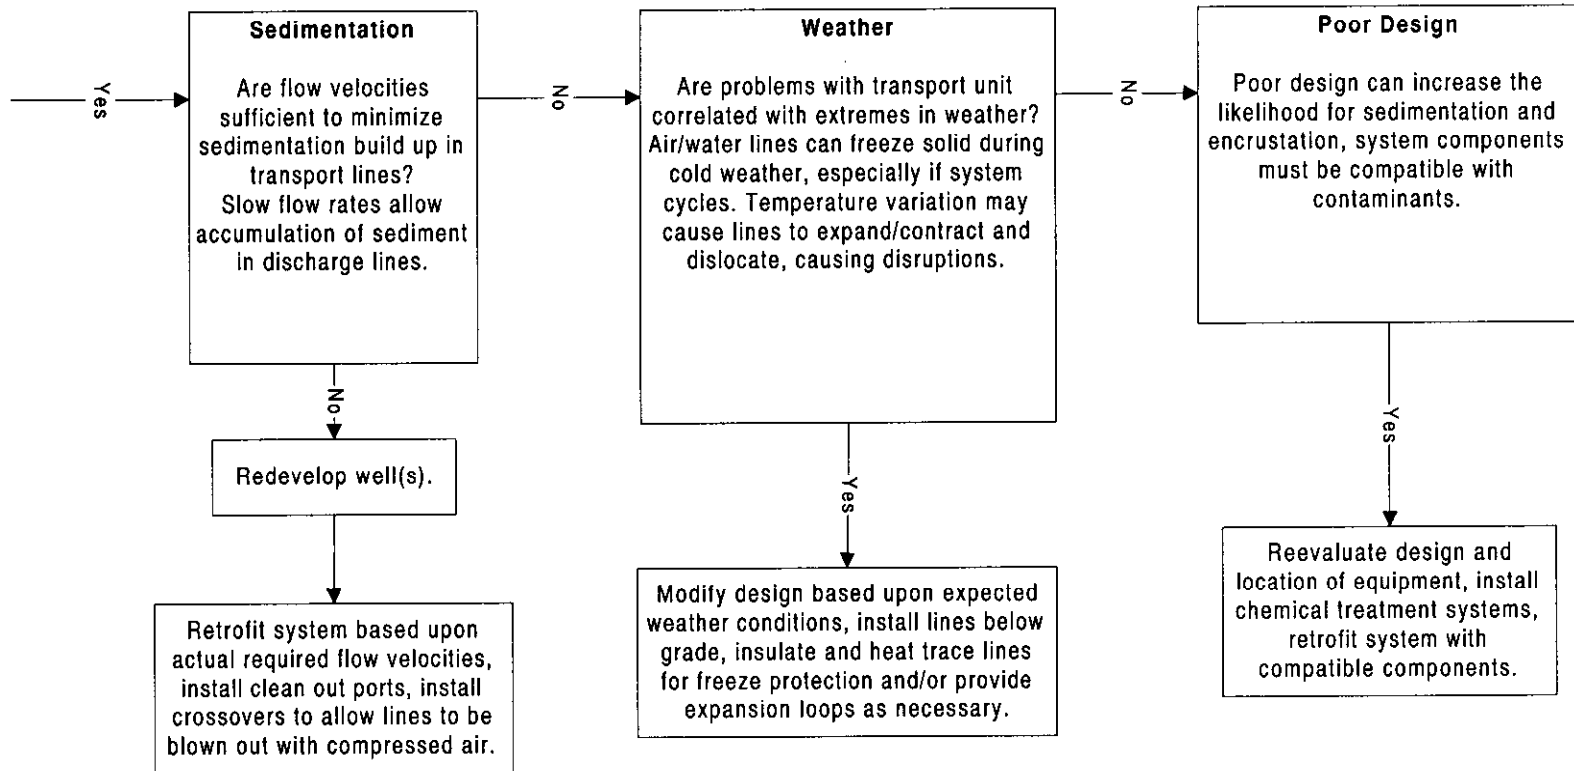 Yes
Sedimentation
Are flow velocities
sufficient to minimize
sedimentation build up in
transport lines?
Slow flow rates allow
accumulation of sediment
in discharge lines.
No
Weather
Are problems with transport unit
correlated with extremes in weather?
Air/water lines can freeze solid during
cold weather, especially if system
cycles. Temperature variation may
cause lines to expand/contract and
dislocate, causing disruptions.
No
Poor Design
Poor design can increase the
likelihood for sedimentation and
encrustation, system components
must be compatible with
contaminants.
No
Redevelop well(s).
Retrofit system based upon
actual required flow velocities,
install clean out ports, install
crossovers to allow lines to be
blown out with compressed air.
Yes
Modify design based upon expected
weather conditions, install lines below
grade, insulate and heat trace lines
for freeze protection and/or provide
expansion loops as necessary.
Yes
Reevaluate design and
location of equipment, install
chemical treatment systems,
retrofit system with
compatible components.